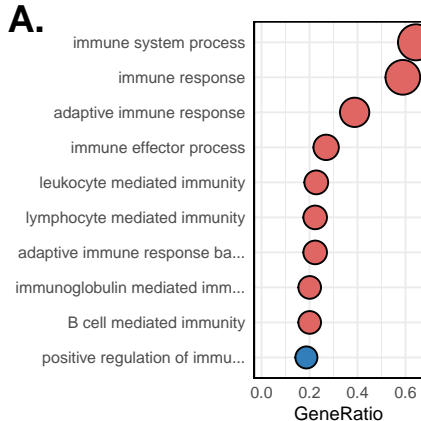 A.
immune system process
immune response
adaptive immune response
immune effector process
leukocyte mediated immunity
lymphocyte mediated immunity
adaptive immune response ba...
immunoglobulin mediated imm...
B cell mediated immunity
positive regulation of immu...
0.0 0.2 0.4 0.6
GeneRatio